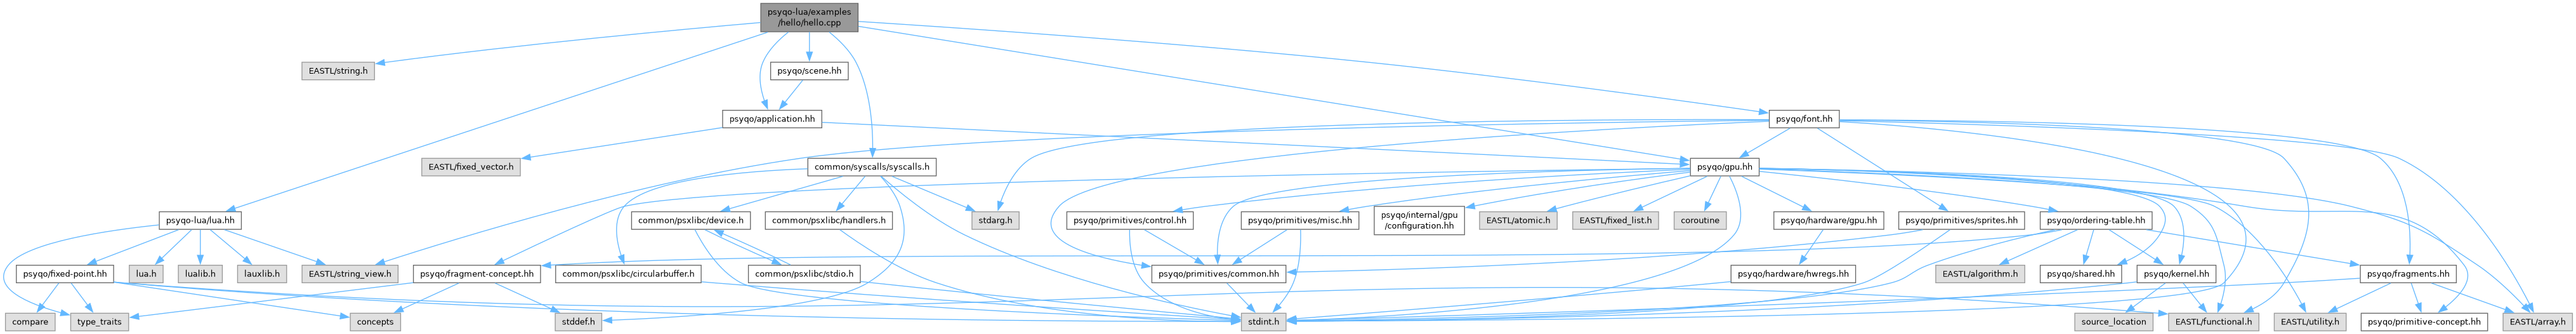 psyqo-lua/examples
/hello/hello.cpp
EASTL/string.h
psyqo/scene.hh
psyqo/application.hh
psyqo/font.hh
EASTL/fixed_vector.h
common/syscalls/syscalls.h
psyqo/gpu.hh
psyqo-lua/lua.hh
common/psxlibc/device.h
common/psxlibc/handlers.h
stdarg.h
psyqo/primitives/control.hh
psyqo/primitives/misc.hh
psyqo/internal/gpu
/configuration.hh
EASTL/atomic.h
EASTL/fixed_list.h
coroutine
psyqo/hardware/gpu.hh
psyqo/primitives/sprites.hh
psyqo/ordering-table.hh
psyqo/fixed-point.hh
lua.h
lualib.h
lauxlib.h
EASTL/string_view.h
psyqo/fragment-concept.hh
common/psxlibc/circularbuffer.h
common/psxlibc/stdio.h
psyqo/primitives/common.hh
psyqo/hardware/hwregs.hh
EASTL/algorithm.h
psyqo/shared.hh
psyqo/kernel.hh
psyqo/fragments.hh
compare
type_traits
concepts
stddef.h
stdint.h
source_location
EASTL/functional.h
EASTL/utility.h
psyqo/primitive-concept.hh
EASTL/array.h